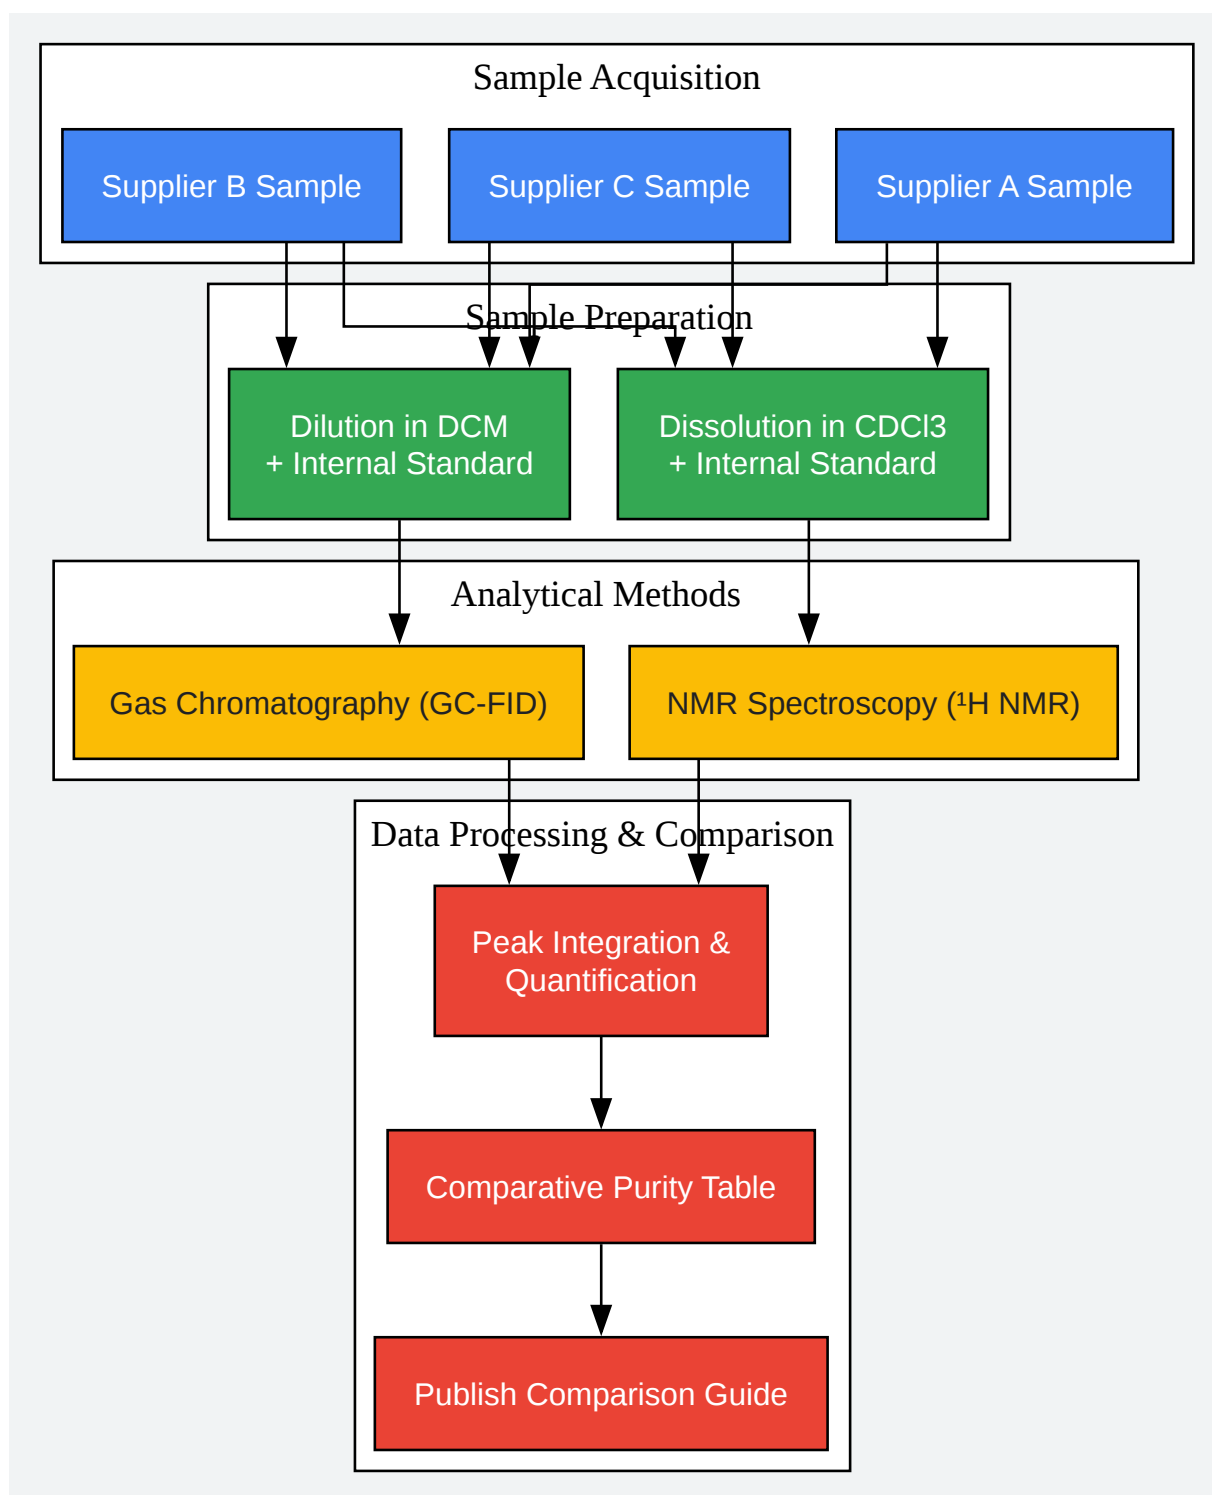 Sample Acquisition
Supplier B Sample
Supplier C Sample
Supplier A Sample
Sample Preparation
Dilution in DCM
+ Internal Standard
Dissolution in CDCl3
+ Internal Standard
Analytical Methods
Gas Chromatography (GC-FID)
NMR Spectroscopy (¹H NMR)
Data Processing & Comparison
Peak Integration &
Quantification
Comparative Purity Table
Publish Comparison Guide